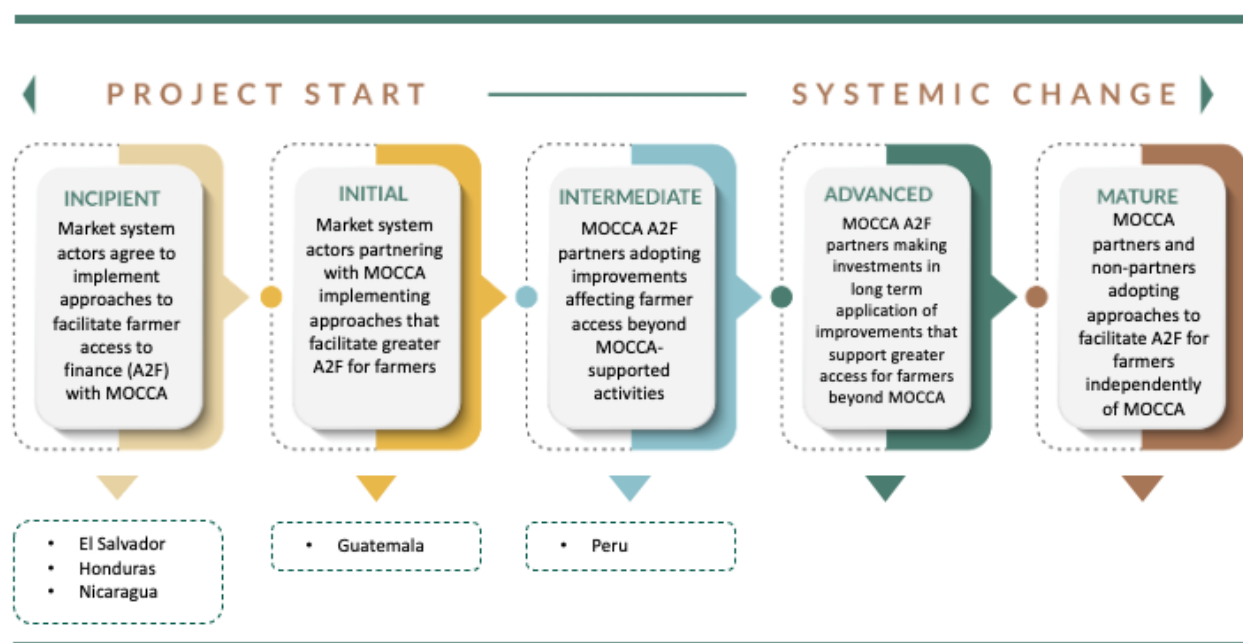 PROJECT START
SYSTEMIC CHANGE
INCIPIENT
Market system
actors agree to
implement
approaches to
facilitate farmer
access to
finance (A2F)
with MOCCA
INITIAL
Market system
actors partnering
with MOCCA
implementing
approaches that
facilitate greater
A2F for farmers
INTERMEDIATE
MOCCA A2F
partners adopting
improvements
affecting farmer
access beyond
MOCCA-
supported
activities
ADVANCED
MOCCA A2F
partners making
investments in
long term
application of
improvements that
support greater
access for farmers
beyond MOCCA
MATURE
MOCCA
partners and
non-partners
adopting
approaches to
facilitate A2F for
farmers
independently
of MOCCA
• El Salvador
• Honduras
• Nicaragua
• Guatemala
• Peru